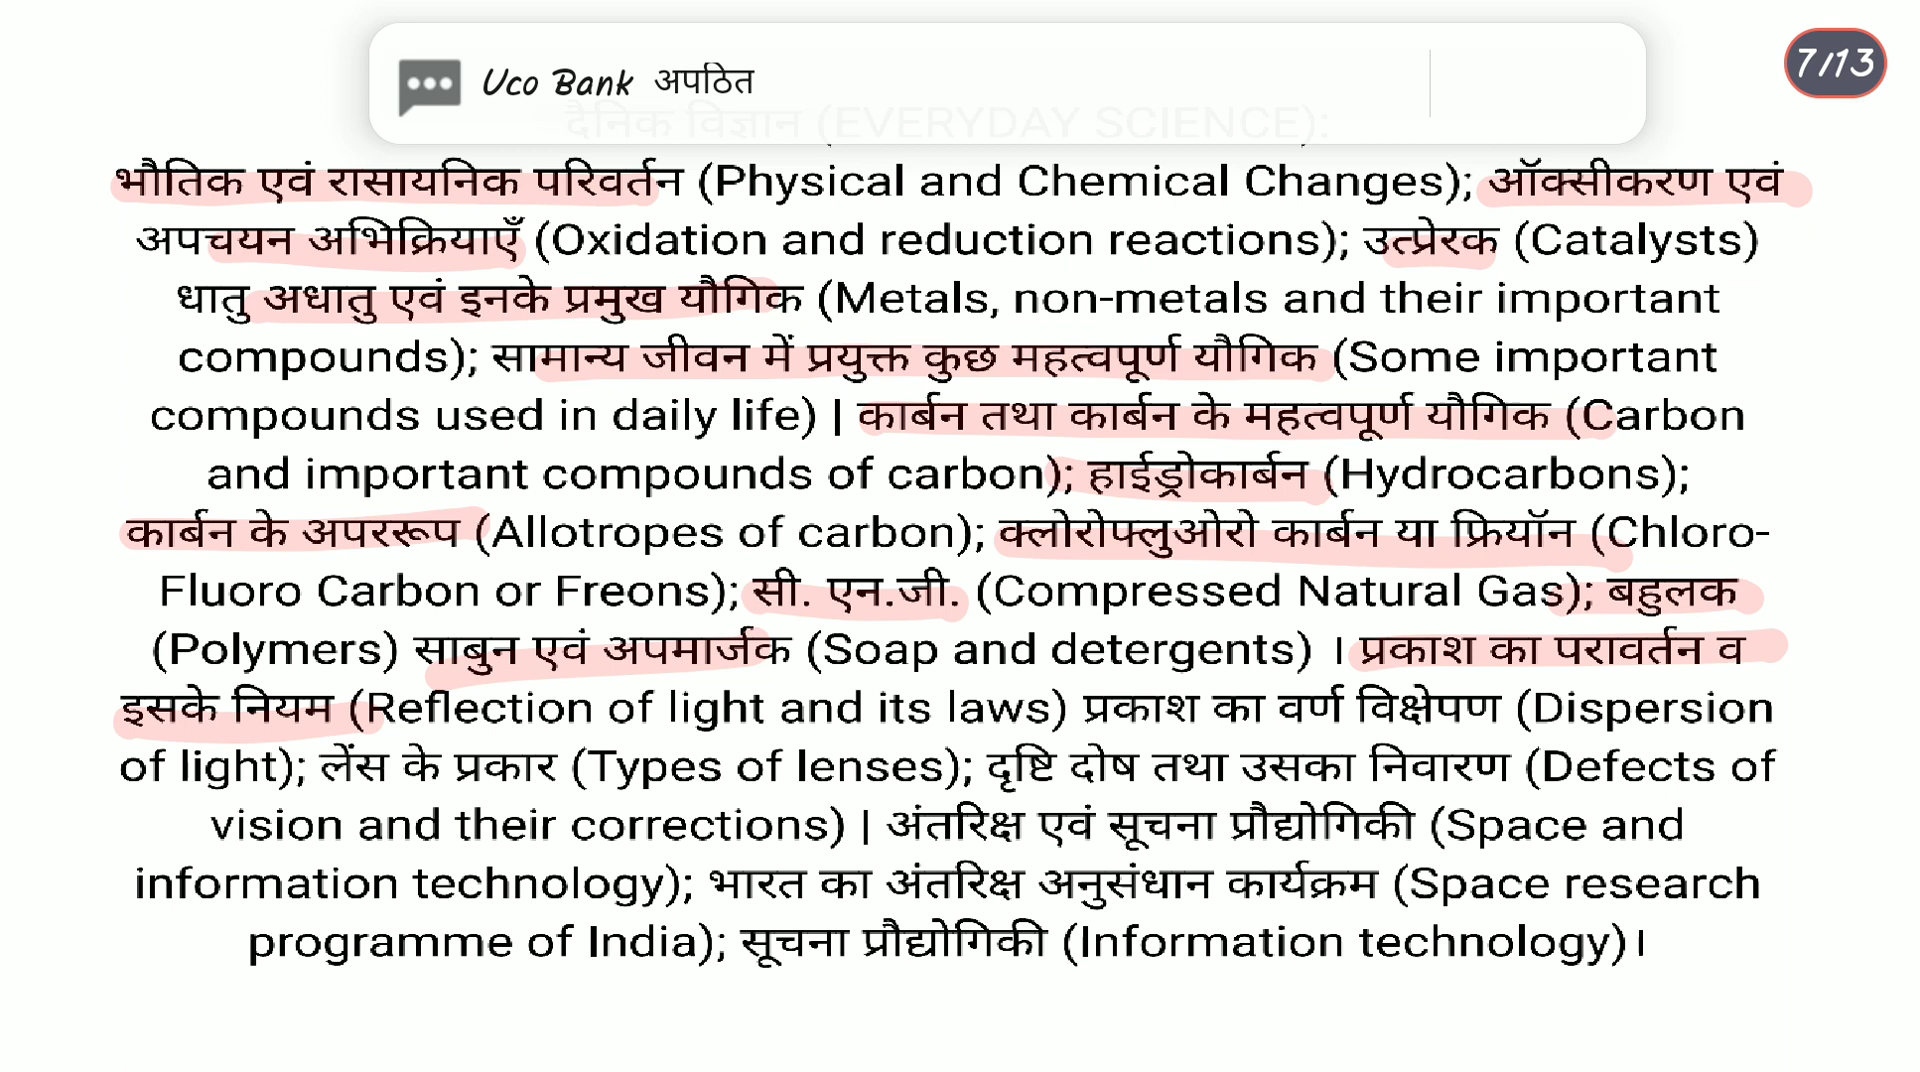 Uco Bank अपठित
7/13
दैनिक विज्ञान (EVERYDAY SCIENCE):
भौतिक एवं रासायनिक परिवर्तन (Physical and Chemical Changes); ऑक्सीकरण एवं
अपचयन अभिक्रियाएँ (Oxidation and reduction reactions); उत्प्रेरक (Catalysts)
धातु अधातु एवं इनके प्रमुख यौगिक (Metals, non-metals and their important
compounds); सामान्य जीवन में प्रयुक्त कुछ महत्वपूर्ण यौगिक (Some important
compounds used in daily life) | कार्बन तथा कार्बन के महत्वपूर्ण यौगिक (Carbon
and important compounds of carbon); हाईड्रोकार्बन (Hydrocarbons);
कार्बन के अपररूप (Allotropes of carbon); क्लोरोफ्लुओरो कार्बन या फ्रियॉन (Chloro-
Fluoro Carbon or Freons); सी. एन.जी. (Compressed Natural Gas); बहुलक
(Polymers) साबुन एवं अपमार्जक (Soap and detergents) । प्रकाश का परावर्तन व
इसके नियम (Reflection of light and its laws) प्रकाश का वर्ण विक्षेपण (Dispersion
of light); लेंस के प्रकार (Types of lenses); दृष्टि दोष तथा उसका निवारण (Defects of
vision and their corrections) | अंतरिक्ष एवं सूचना प्रौद्योगिकी (Space and
information technology); भारत का अंतरिक्ष अनुसंधान कार्यक्रम (Space research
programme of India); सूचना प्रौद्योगिकी (Information technology)।